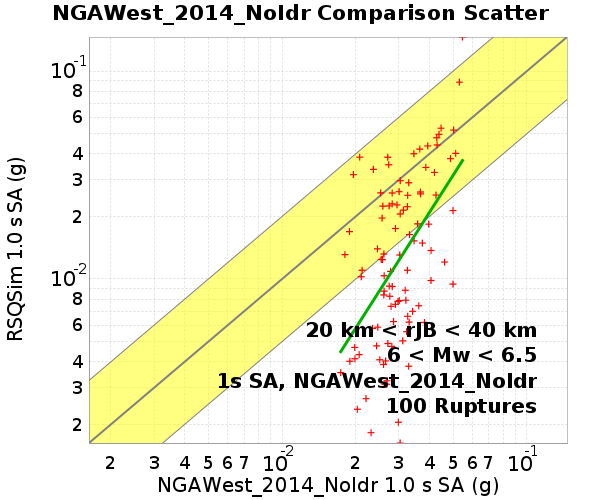 NGAWest_2014_NoIdr Comparison Scatter
RSQSim 1.0 s SA (g)
10⁻¹
8
6
4
3
2
10⁻²
8
6
4
3
2
20 km < rJB < 40 km
6 < Mw < 6.5
1s SA, NGAWest_2014_NoIdr
100 Ruptures
2 3 4 5 6 7 10⁻² 2 3 4 5 6 7 10⁻¹
NGAWest_2014_NoIdr 1.0 s SA (g)